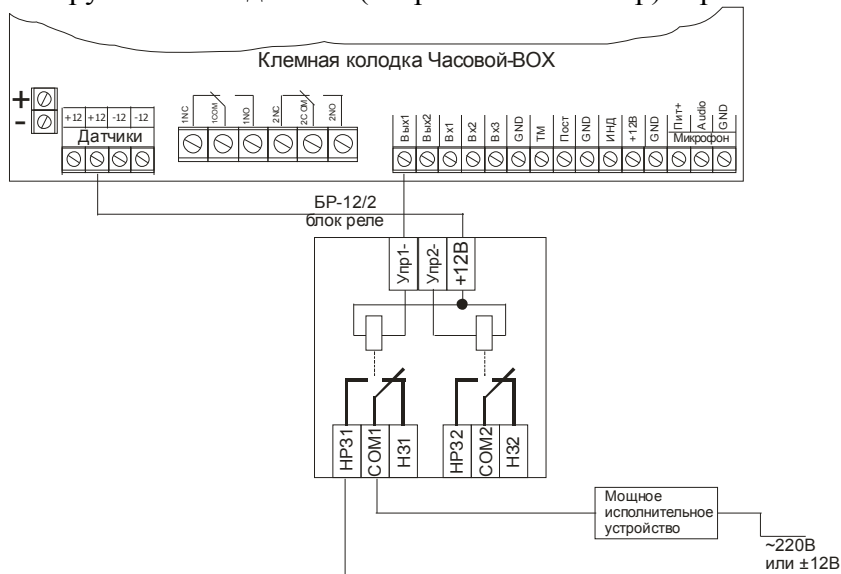 Клемная колодка Часовой-BOX
+
-
+12 +12 -12 -12
Датчики
1NC
1COM
1NO
2NC
2COM
2NO
Вых1
Вых2
Вх1
Вх2
Вх3
GND
ТМ
Пост
GND
ИНД
+12В
GND
Пит+
Audio
GND
Микрофон
БР-12/2
блок реле
Упр1-
Упр2-
+12В
НР31
COM1
Н31
НР32
COM2
Н32
Мощное
исполнительное
устройство
~220В
или ±12В